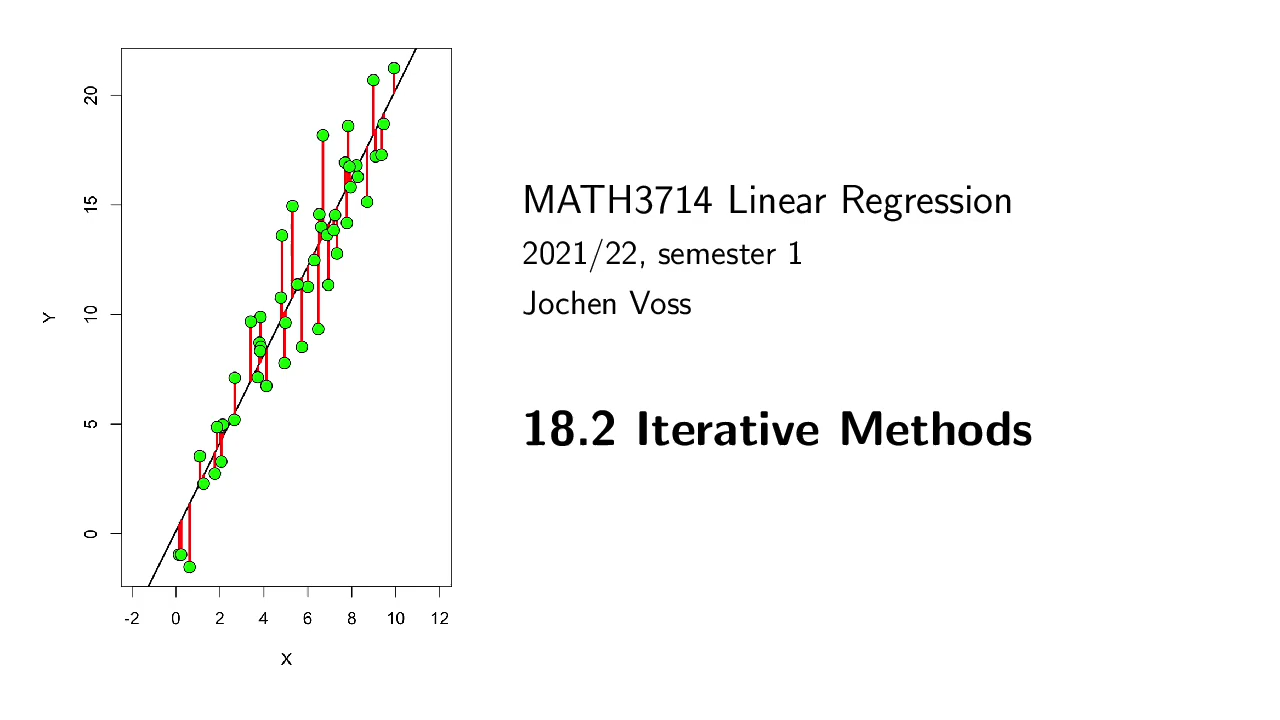 MATH3714 Linear Regression
2021/22, semester 1
Jochen Voss
18.2 Iterative Methods
20
15
10
5
0
Y
-2 0 2 4 6 8 10 12
X